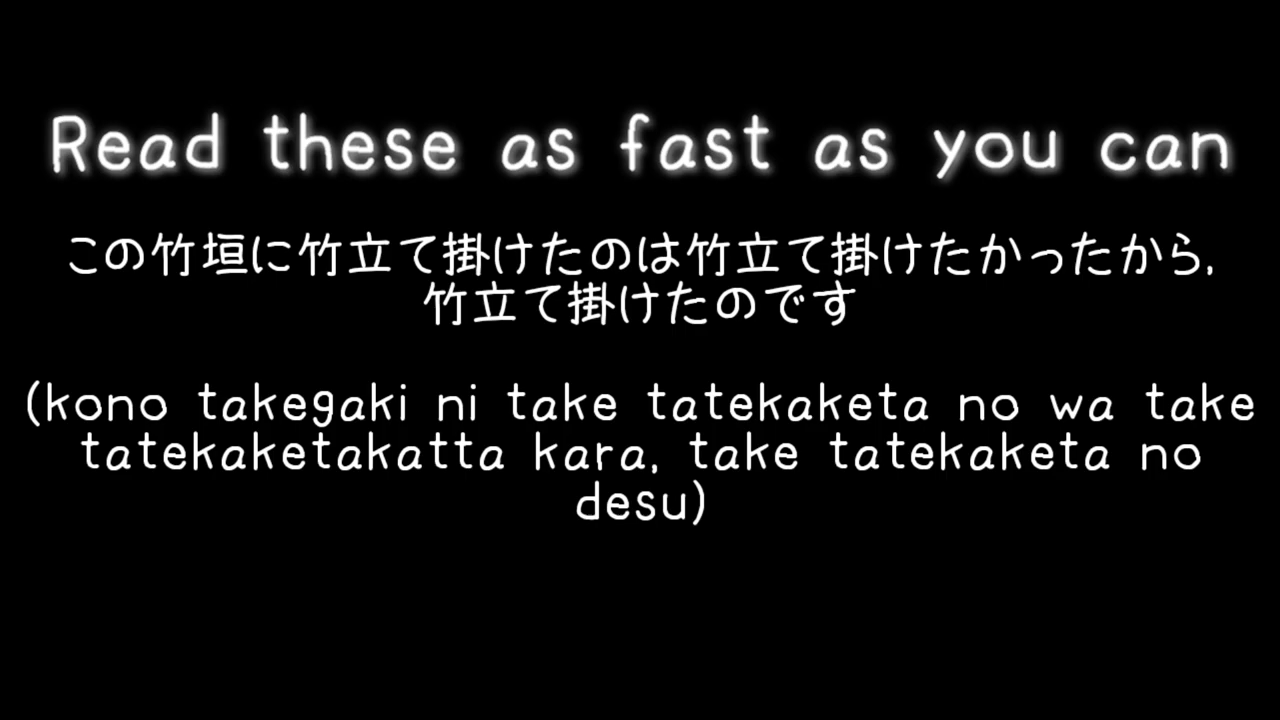 Read these as fast as you can
この竹垣に竹立て掛けたのは竹立て掛けたかったから,
竹立て掛けたのです
(kono takegaki ni take tatekaketa no wa take
tatekaketakatta kara, take tatekaketa no
desu)